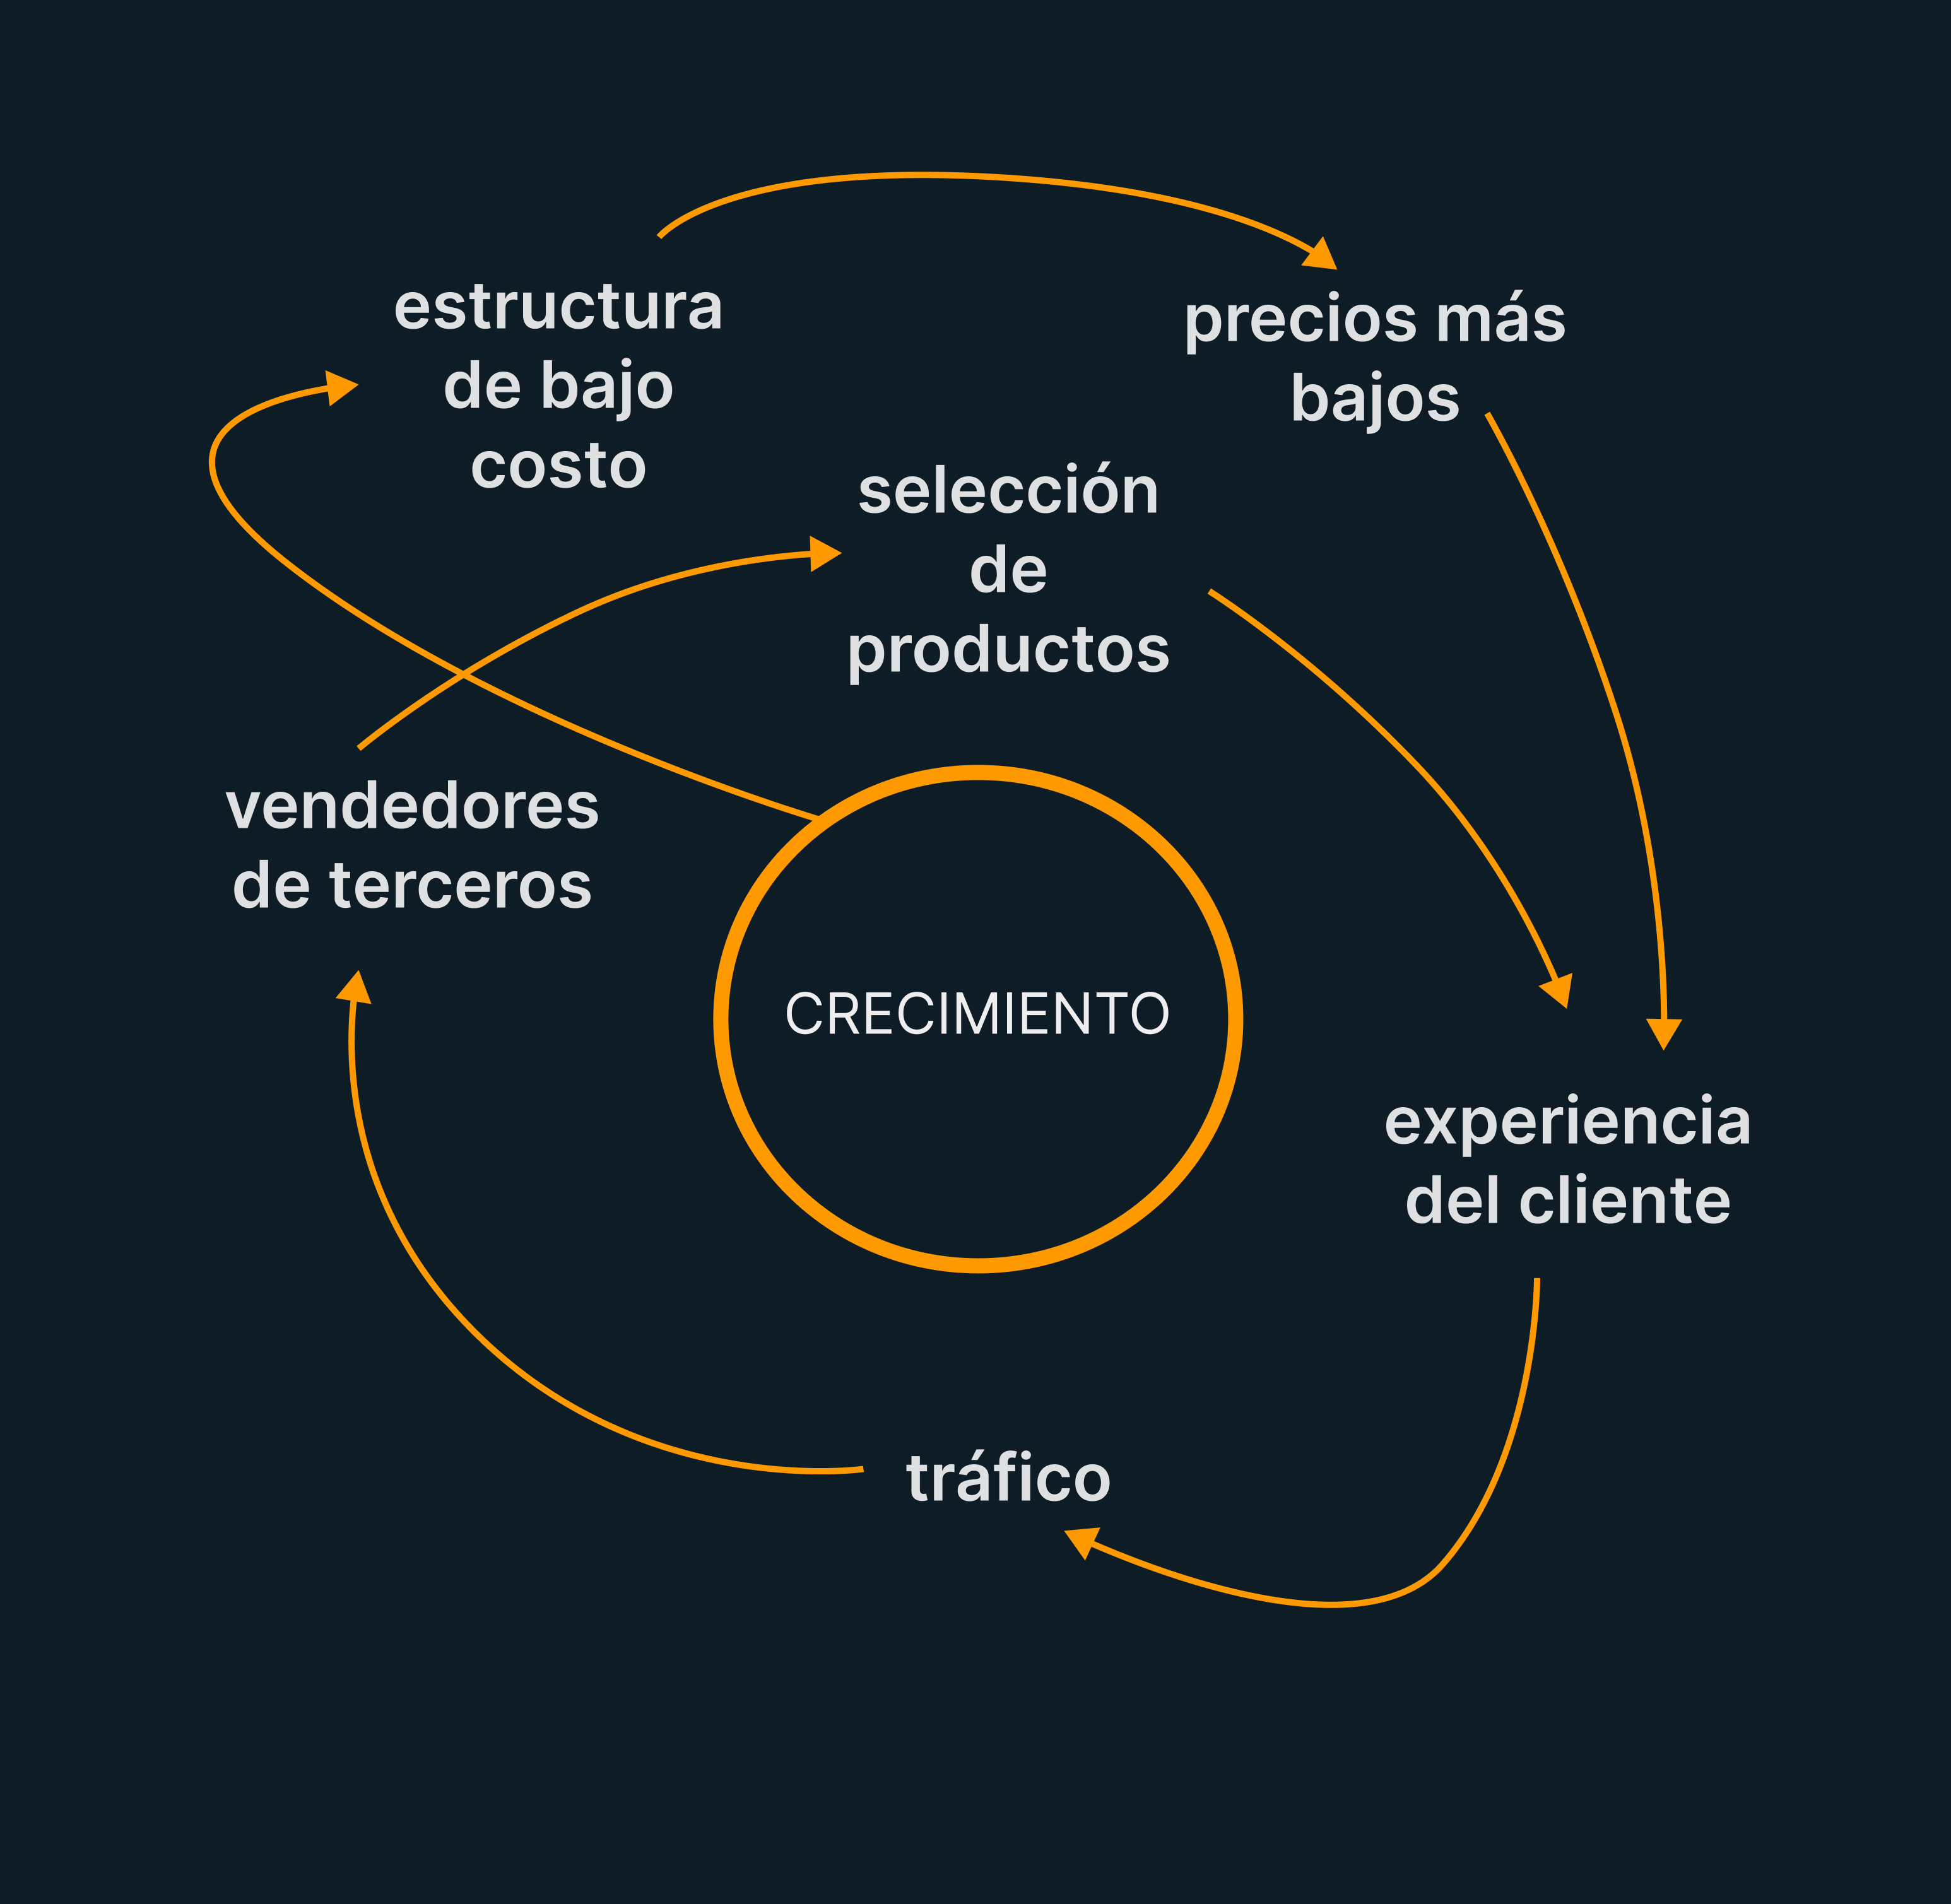 estructura
de bajo
costo
precios más
bajos
selección
de
productos
vendedores
de terceros
CRECIMIENTO
experiencia
del cliente
tráfico